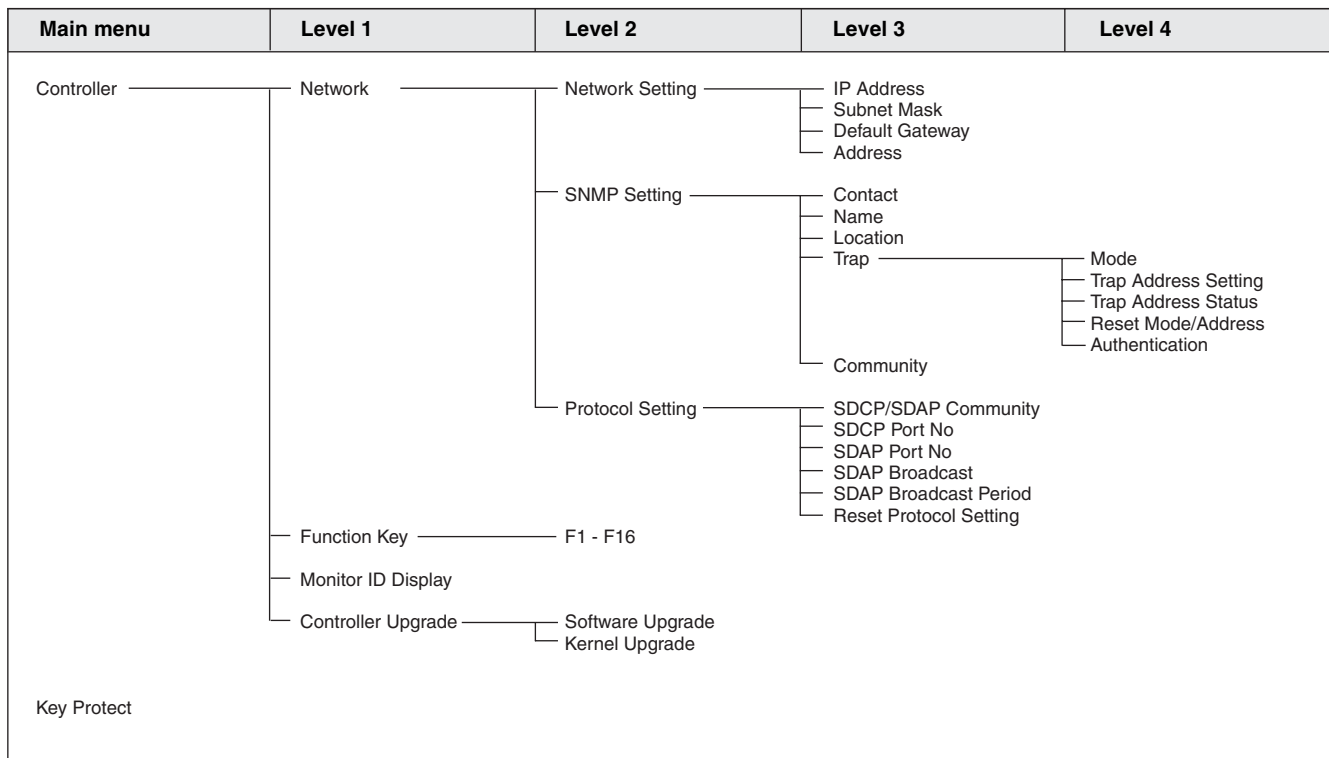 Main menu Level 1 Level 2 Level 3 Level 4
Controller Network Network Setting IP Address
Subnet Mask
Default Gateway
Address
SNMP Setting Contact
Name
Location
Trap Mode
Trap Address Setting
Trap Address Status
Reset Mode/Address
Authentication
Community
Protocol Setting SDCP/SDAP Community
SDCP Port No
SDAP Port No
SDAP Broadcast
SDAP Broadcast Period
Reset Protocol Setting
Function Key F1 - F16
Monitor ID Display
Controller Upgrade Software Upgrade
Kernel Upgrade
Key Protect